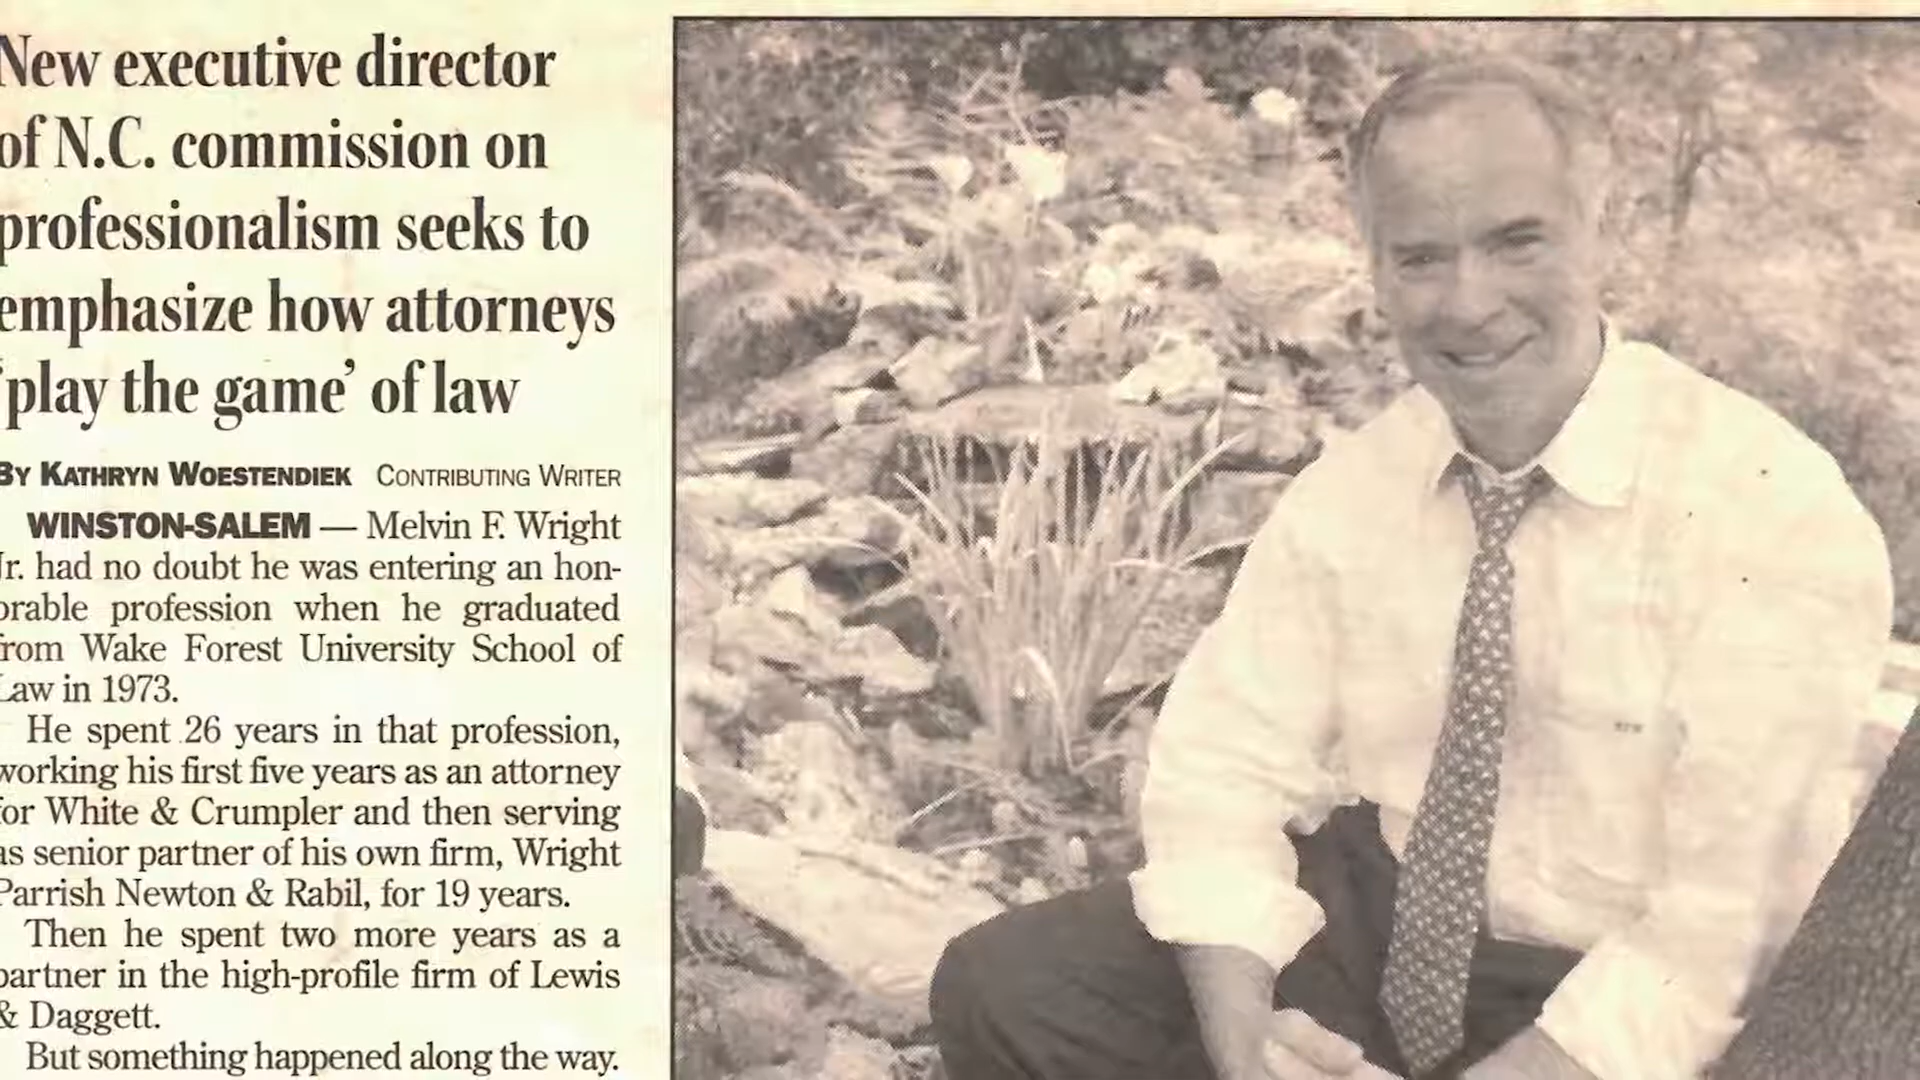 New executive director
of N.C. commission on
professionalism seeks to
emphasize how attorneys
‘play the game’ of law
BY KATHRYN WOESTENDIEK CONTRIBUTING WRITER
WINSTON-SALEM — Melvin F. Wright
Jr. had no doubt he was entering an hon-
orable profession when he graduated
from Wake Forest University School of
Law in 1973.
He spent 26 years in that profession,
working his first five years as an attorney
for White & Crumpler and then serving
as senior partner of his own firm, Wright
Parrish Newton & Rabil, for 19 years.
Then he spent two more years as a
partner in the high-profile firm of Lewis
& Daggett.
But something happened along the way.